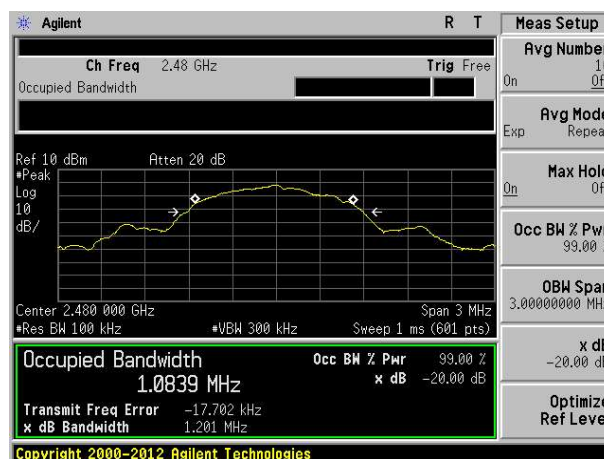 Agilent R T Meas Setup
Ch Freq 2.48 GHz Trig Free
Occupied Bandwidth
Ref 10 dBm Atten 20 dB
#Peak
Log
10
dB/
Center 2.480 000 GHz Span 3 MHz
#Res BW 100 kHz #VBW 300 kHz Sweep 1 ms (601 pts)
Occupied Bandwidth Occ BW % Pwr 99.00 %
1.0839 MHz x dB -20.00 dB
Transmit Freq Error -17.702 kHz
x dB Bandwidth 1.201 MHz
Copyright 2000-2012 Agilent Technologies
Avg Number
On
Avg Mode
Exp Repeat
Max Hold
On Off
Occ BW % Pwr
99.00
OBW Span
3.00000000 MHz
x dB
-20.00 dB
Optimize
Ref Level